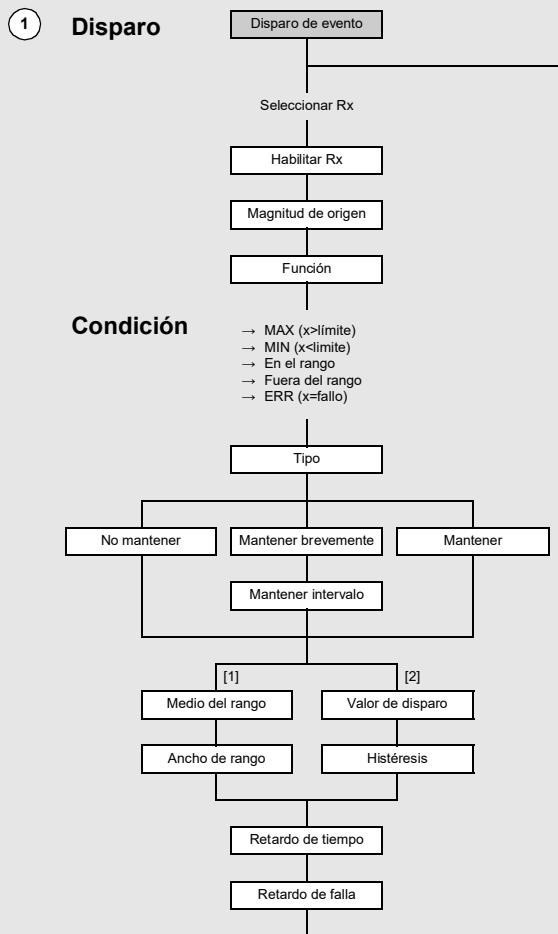 1 Disparo
Disparo de evento
Seleccionar Rx
Habilitar Rx
Magnitud de origen
Función
Condición
→ MAX (x>límite)
→ MIN (x<limite)
→ En el rango
→ Fuera del rango
→ ERR (x=fallo)
Tipo
No mantener
Mantener brevemente
Mantener
Mantener intervalo
[1]
[2]
Medio del rango
Valor de disparo
Ancho de rango
Histéresis
Retardo de tiempo
Retardo de falla